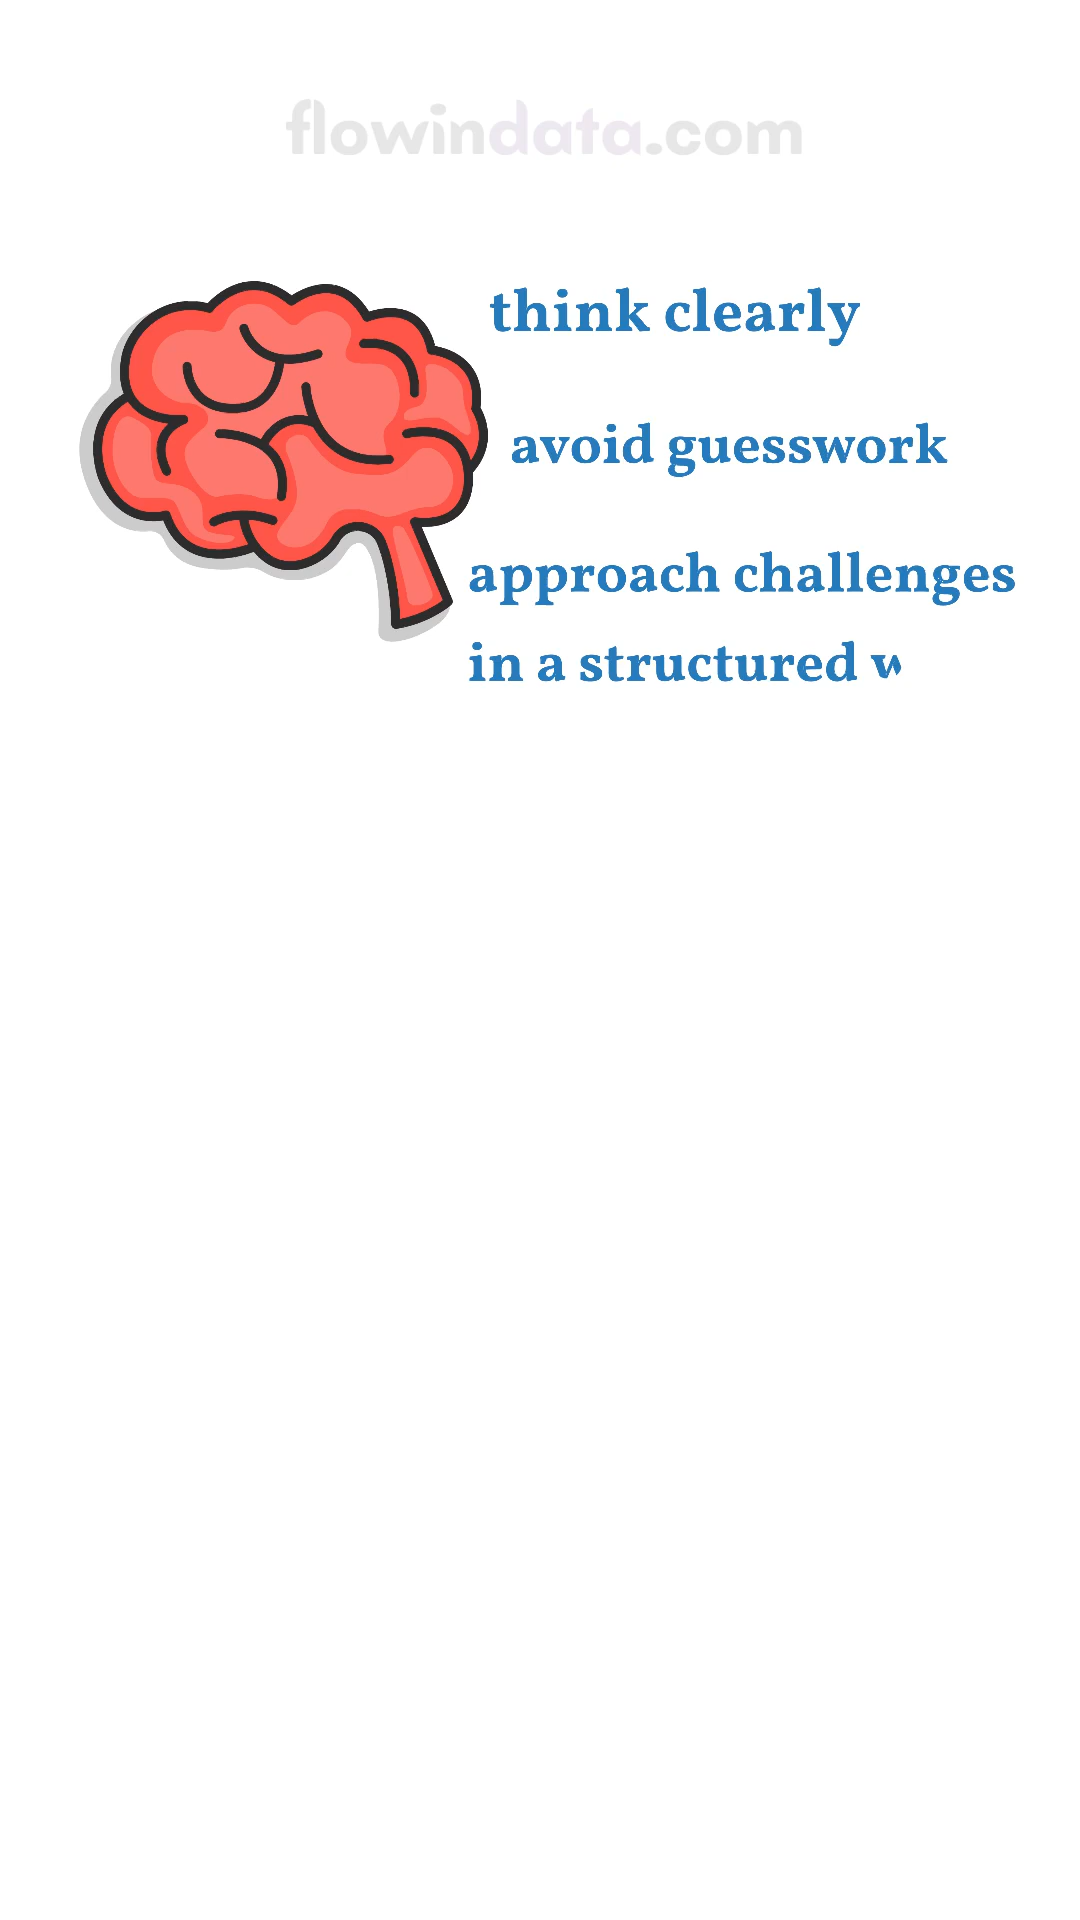 flowindata.com
think clearly
avoid guesswork
approach challenges
in a structured w